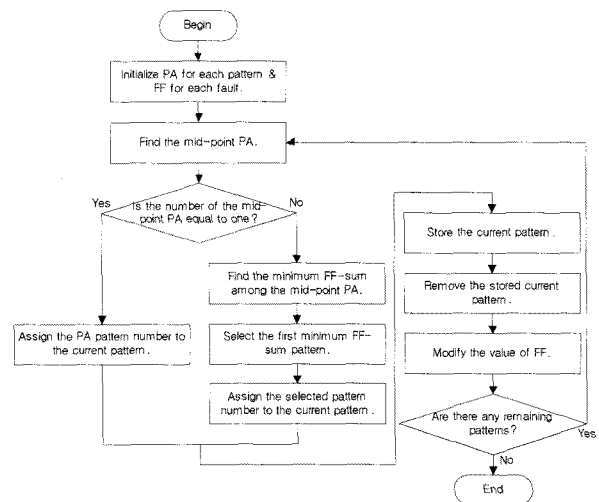 Begin
Initialize PA for each pattern &
FF for each fault.
Find the mid-point PA.
Yes
Is the number of the mid-
point PA equal to one?
No
Find the minimum FF-sum
among the mid-point PA.
Assign the PA pattern number to
the current pattern.
Select the first minimum FF-
sum pattern.
Assign the selected pattern
number to the current pattern.
Store the current pattern.
Remove the stored current
pattern.
Modify the value of FF.
Are there any remaining
patterns?
Yes
No
End